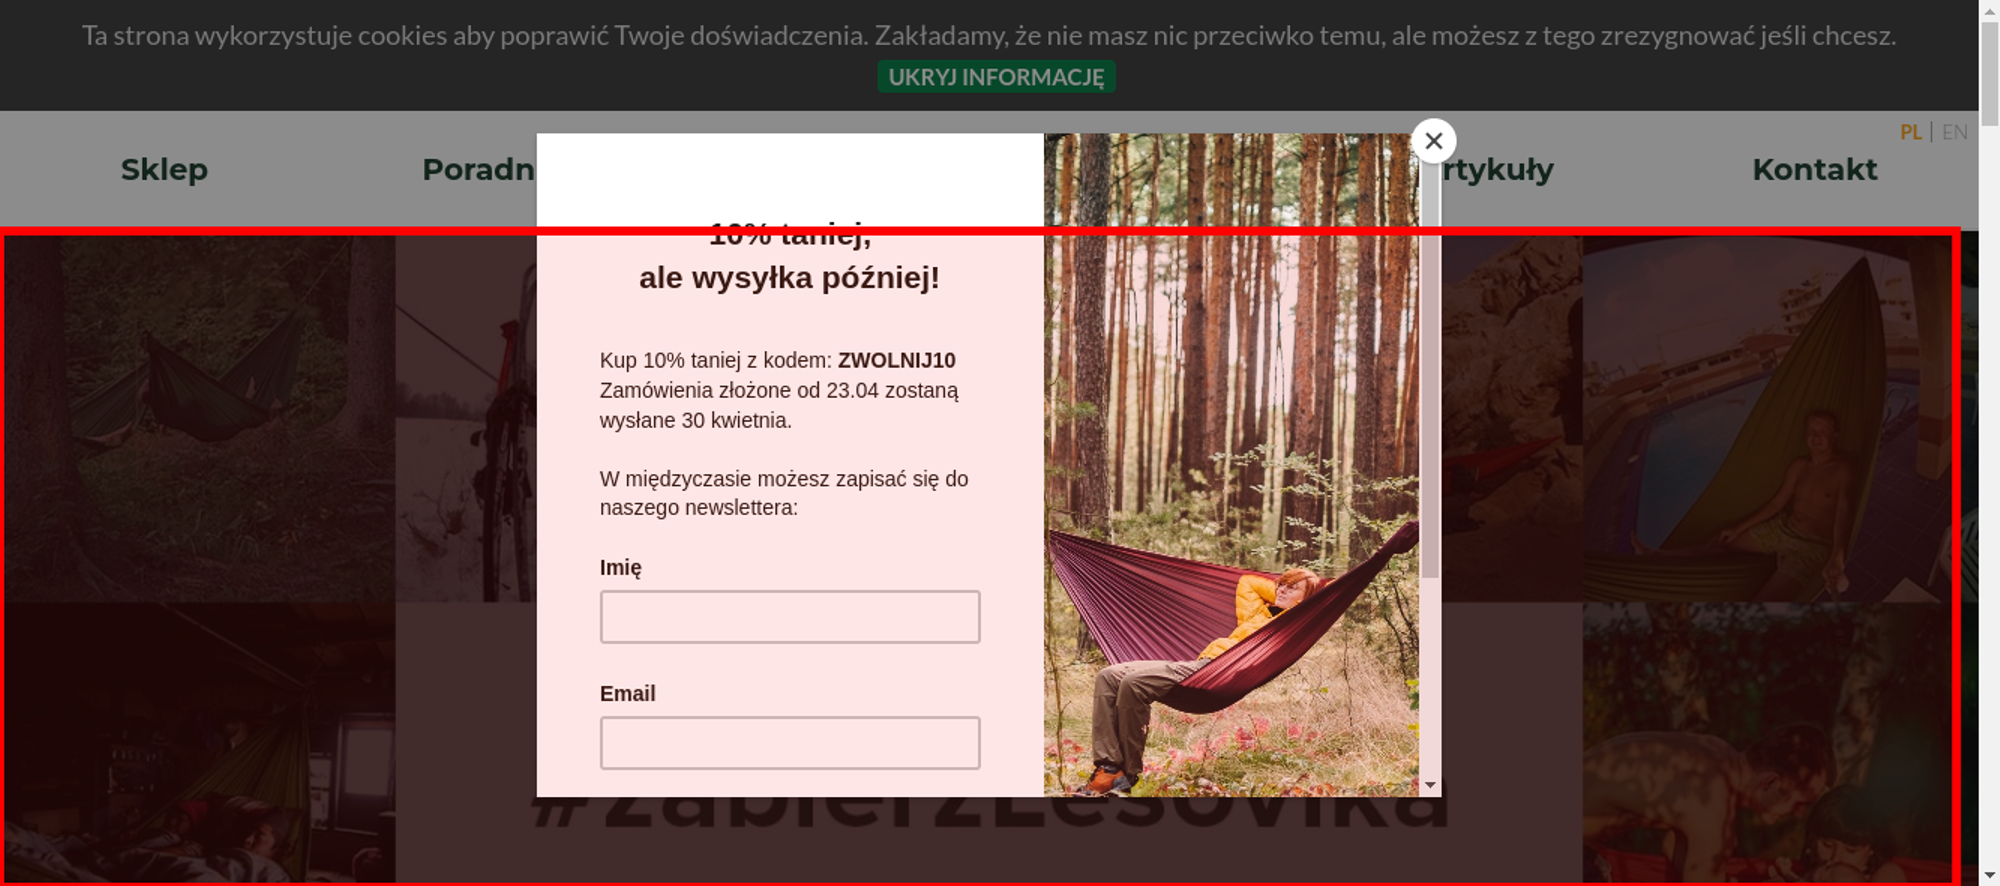 Ta strona wykorzystuje cookies aby poprawić Twoje doświadczenia. Zakładamy, że nie masz nic przeciwko temu, ale możesz z tego zrezygnować jeśli chcesz.
UKRYJ INFORMACJĘ
PL | EN
Sklep Poradn rtykuły Kontakt
10% taniej,
ale wysyłka później!
Kup 10% taniej z kodem: ZWOLNIJ10
Zamówienia złożone od 23.04 zostaną
wysłane 30 kwietnia.
W międzyczasie możesz zapisać się do
naszego newslettera:
Imię
Email
#zabierzLesovika